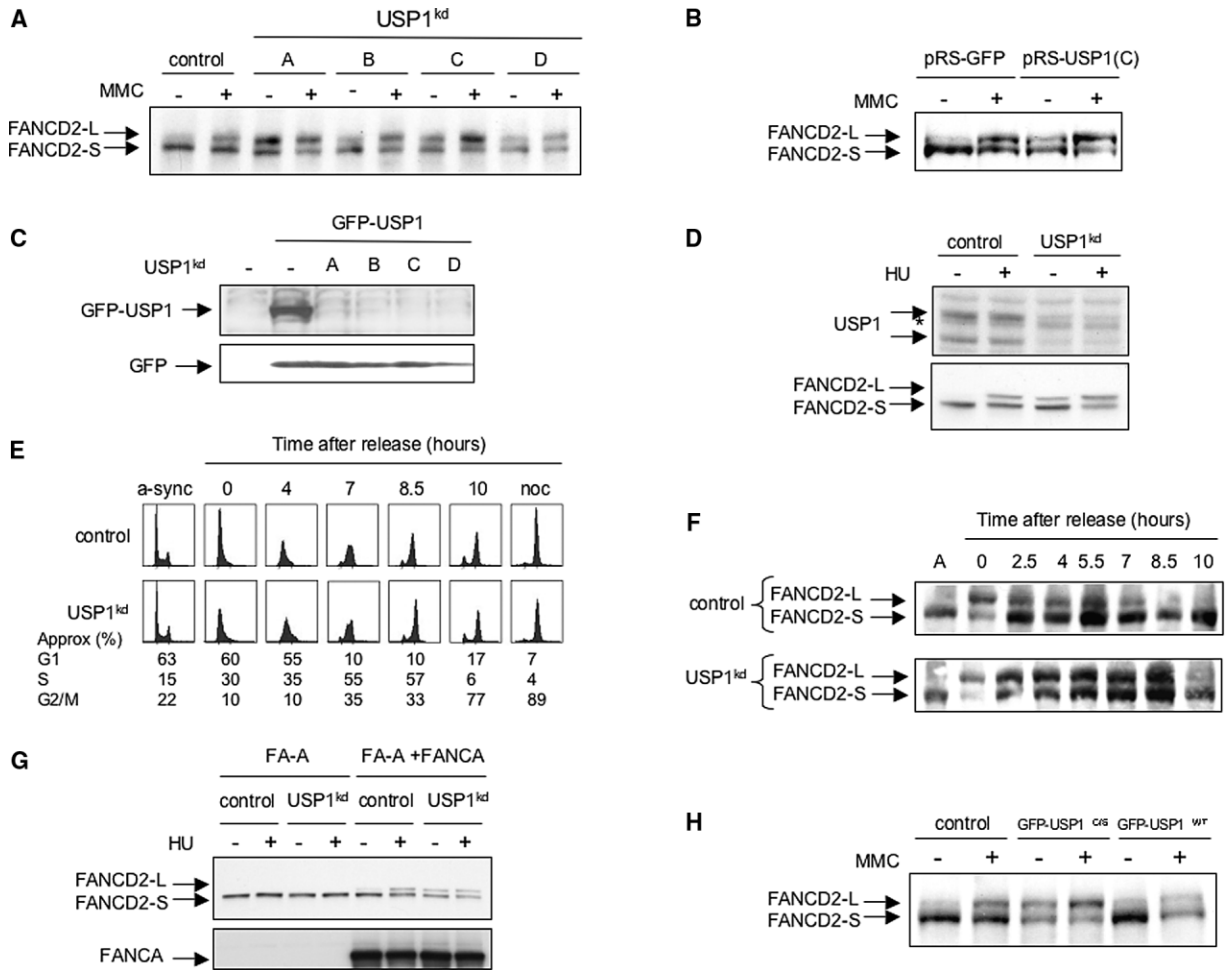 A
USP1kd
control A B C D
MMC - + - + - + - + - +
FANCD2-L
FANCD2-S
B
pRS-GFP pRS-USP1(C)
MMC - + - +
FANCD2-L
FANCD2-S
C
GFP-USP1
USP1kd - - A B C D
GFP-USP1
GFP
D
control USP1kd
HU - + - +
USP1 *
FANCD2-L
FANCD2-S
E
Time after release (hours)
a-sync 0 4 7 8.5 10 noc
control
USP1kd
Approx (%)
G1 63 60 55 10 10 17 7
S 15 30 35 55 57 6 4
G2/M 22 10 10 35 33 77 89
F
Time after release (hours)
A 0 2.5 4 5.5 7 8.5 10
control FANCD2-L
FANCD2-S
USP1kd FANCD2-L
FANCD2-S
G
FA-A FA-A +FANCA
control USP1kd control USP1kd
HU - + - + - + - +
FANCD2-L
FANCD2-S
FANCA
H
control GFP-USP1 C/S GFP-USP1 WT
MMC - + - + - +
FANCD2-L
FANCD2-S